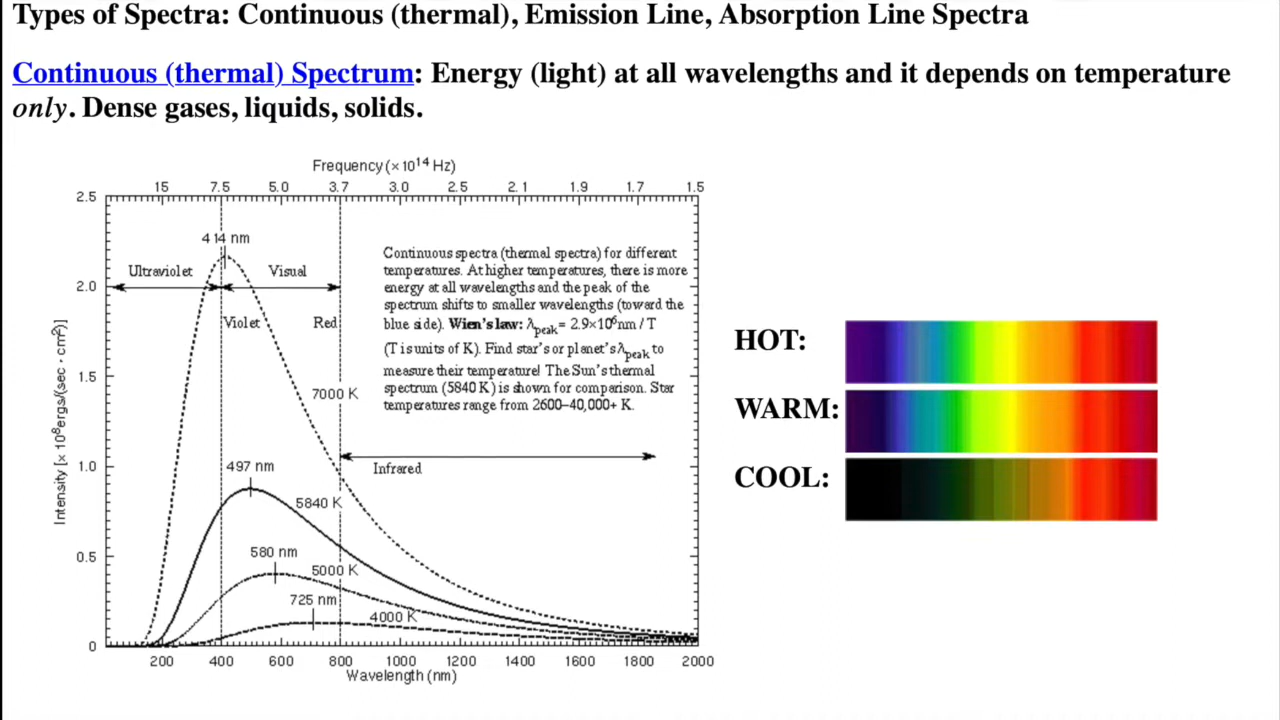 Types of Spectra: Continuous (thermal), Emission Line, Absorption Line Spectra
Continuous (thermal) Spectrum: Energy (light) at all wavelengths and it depends on temperature
only. Dense gases, liquids, solids.
Frequency (× 10¹⁴ Hz)
15 7.5 5.0 3.7 3.0 2.5 2.1 1.9 1.7 1.5
2.5
2.0
1.5
1.0
0.5
0
Intensity [× 10⁸ergs/(sec · cm²)]
414 nm
Ultraviolet
Visual
Violet
Red
7000 K
Continuous spectra (thermal spectra) for different
temperatures. At higher temperatures, there is more
energy at all wavelengths and the peak of the
spectrum shifts to smaller wavelengths (toward the
blue side). Wien's law: λpeak = 2.9×10⁶nm / T
(T is units of K). Find star's or planet's λpeak to
measure their temperature! The Sun's thermal
spectrum (5840 K) is shown for comparison. Star
temperatures range from 2600–40,000+ K.
Infrared
497 nm
5840 K
580 nm
5000 K
725 nm
4000 K
200 400 600 800 1000 1200 1400 1600 1800 2000
Wavelength (nm)
HOT:
WARM:
COOL: